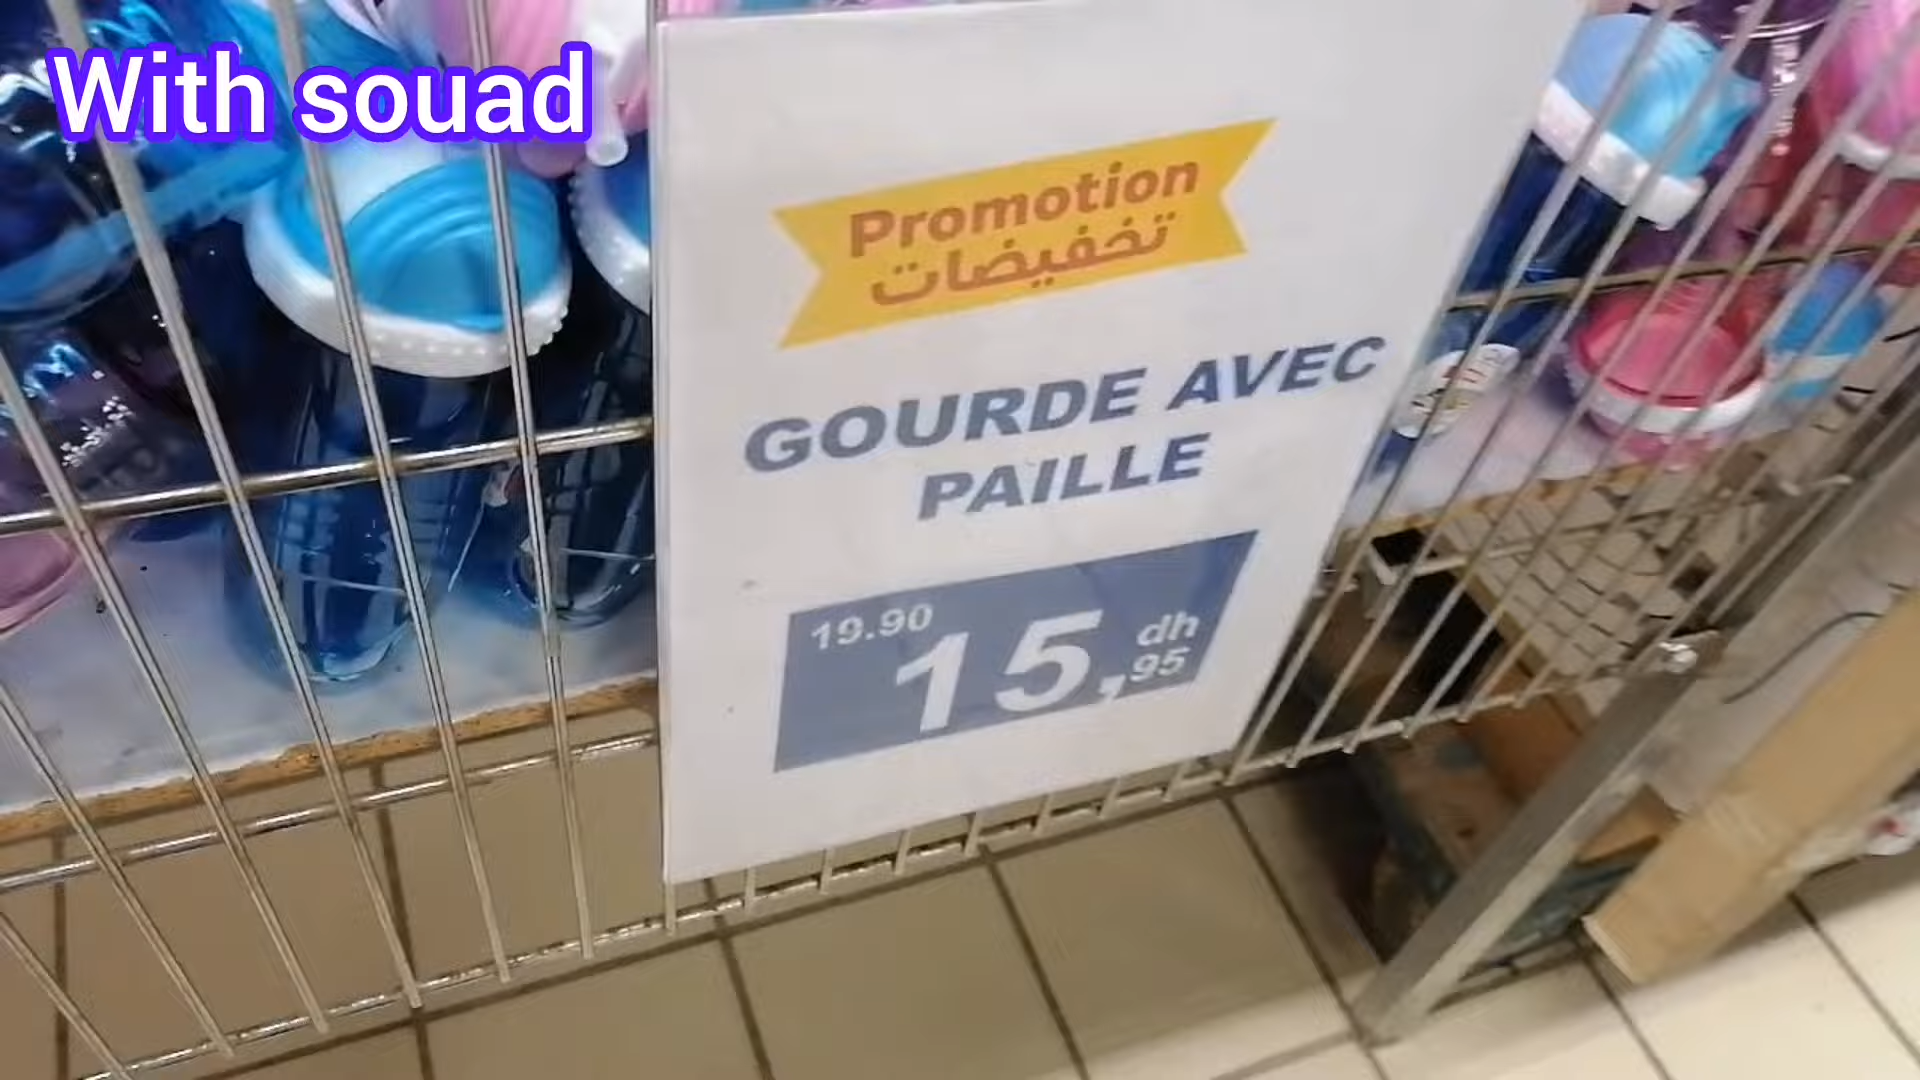 With souad
Promotion
تخفيضات
GOURDE AVEC
PAILLE
19.90
15,95 dh